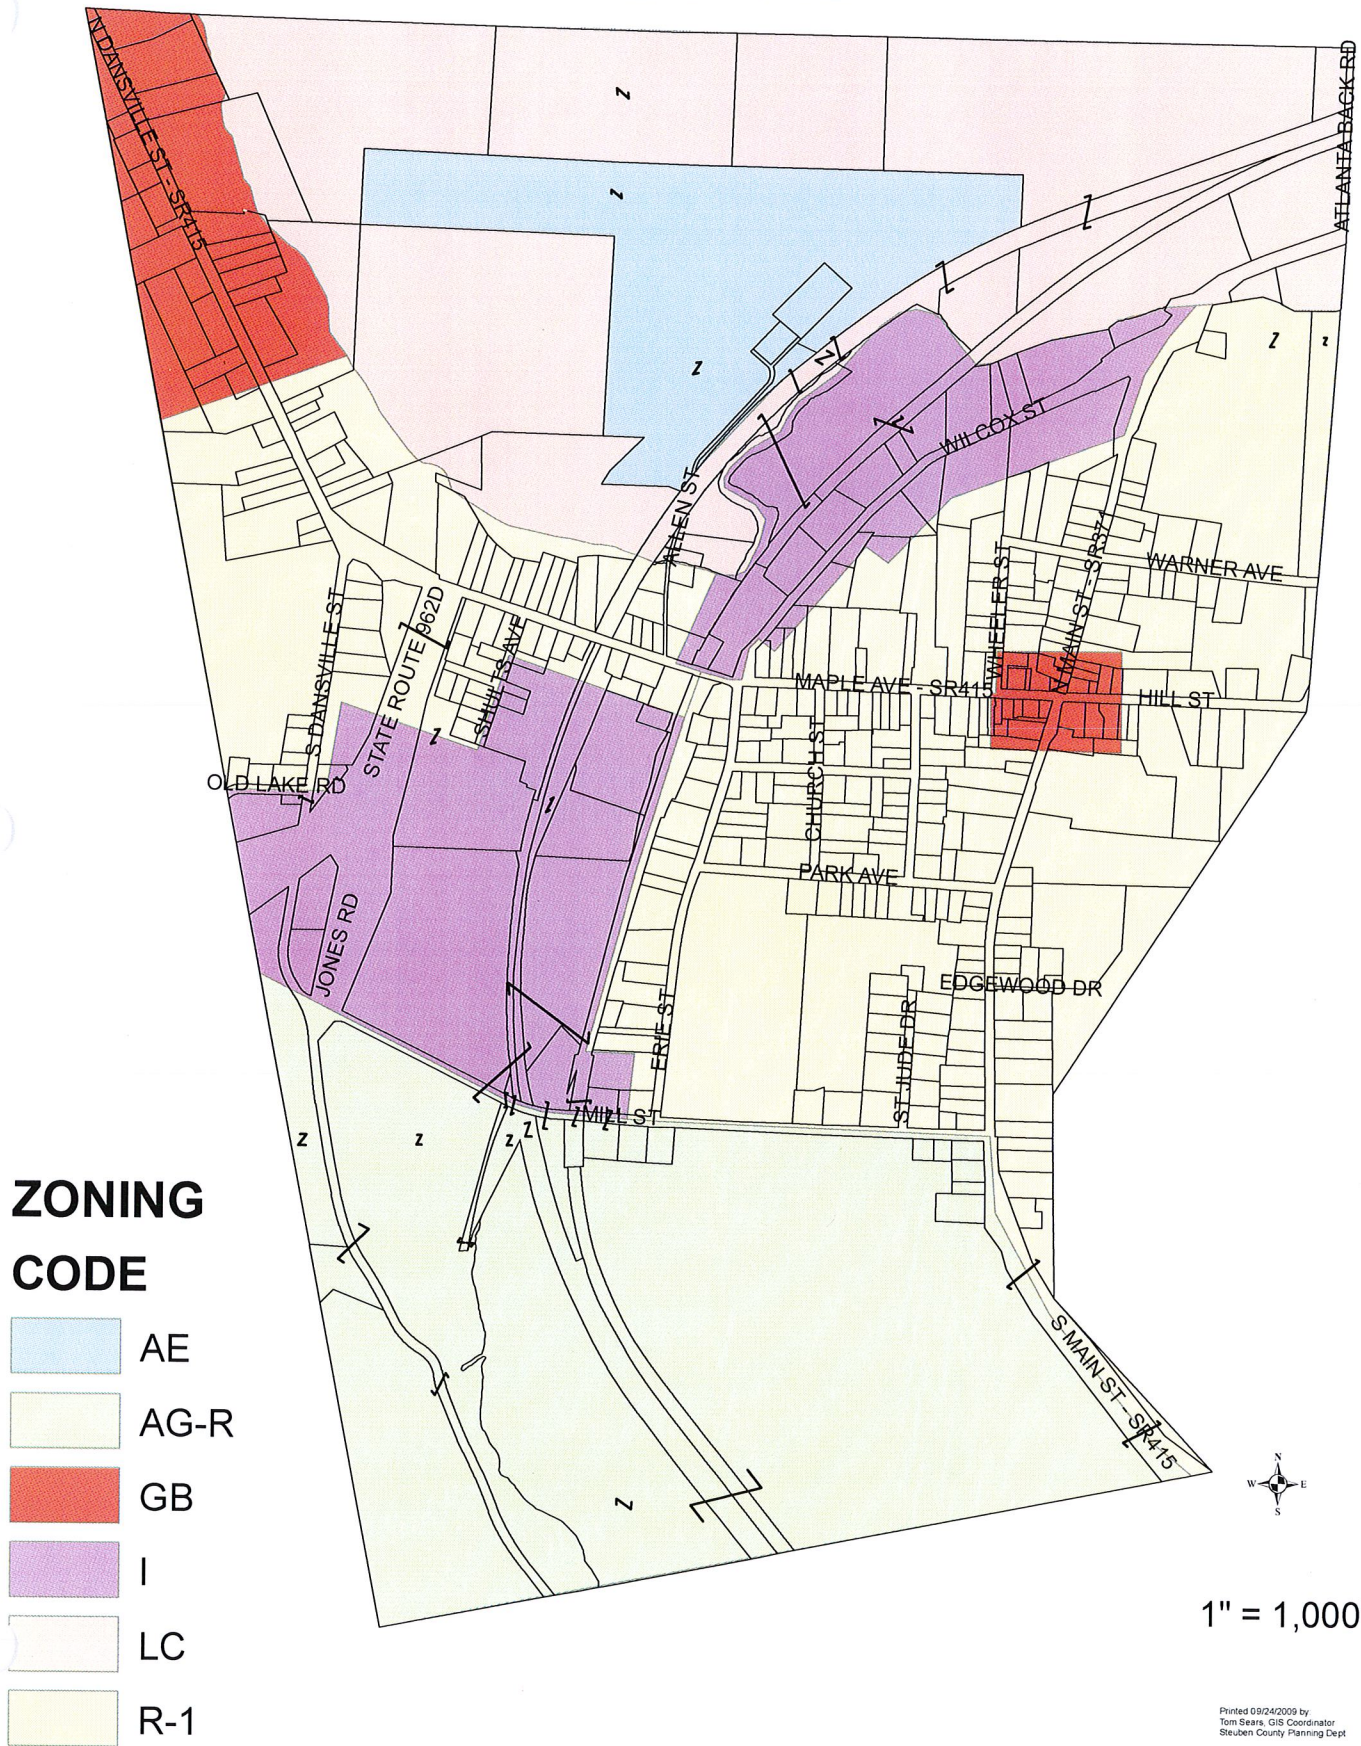 N DANSVILLE ST - SR415
ATLANTA BACK RD
WILCOX ST
ALLEN ST
WARNER AVE
WHEELER ST
N MAIN ST - SR371
S DANSVILLE ST
STATE ROUTE 962D
SHULTS AVE
MAPLE AVE - SR415
HILL ST
OLD LAKE RD
CHURCH ST
PARK AVE
JONES RD
EDGEWOOD DR
ERIE ST
ST JUDE DR
MILL ST
S MAIN ST - SR415
ZONING
CODE
AE
AG-R
GB
I
LC
R-1
N
W E
S
1" = 1,000
Printed 09/24/2009 by
Tom Sears, GIS Coordinator
Steuben County Planning Dept